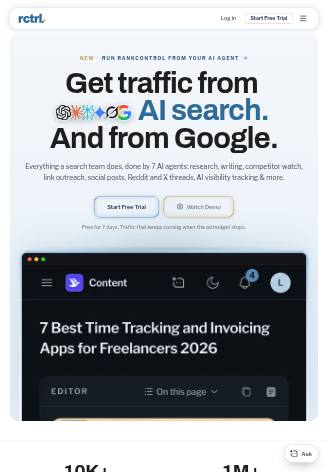 rctrl.
Log in
Start Free Trial
NEW · RUN RANKCONTROL FROM YOUR AI AGENT →
Get traffic from
AI search.
And from Google.
Everything a search team does, done by 7 AI agents: research, writing, competitor watch,
link outreach, social posts, Reddit and X threads, AI visibility tracking & more.
Start Free Trial
Watch Demo
Free for 7 days. Traffic that keeps coming when the ad budget stops.
Content
4
L
7 Best Time Tracking and Invoicing
Apps for Freelancers 2026
EDITOR
On this page
Ask
10K+
1M+